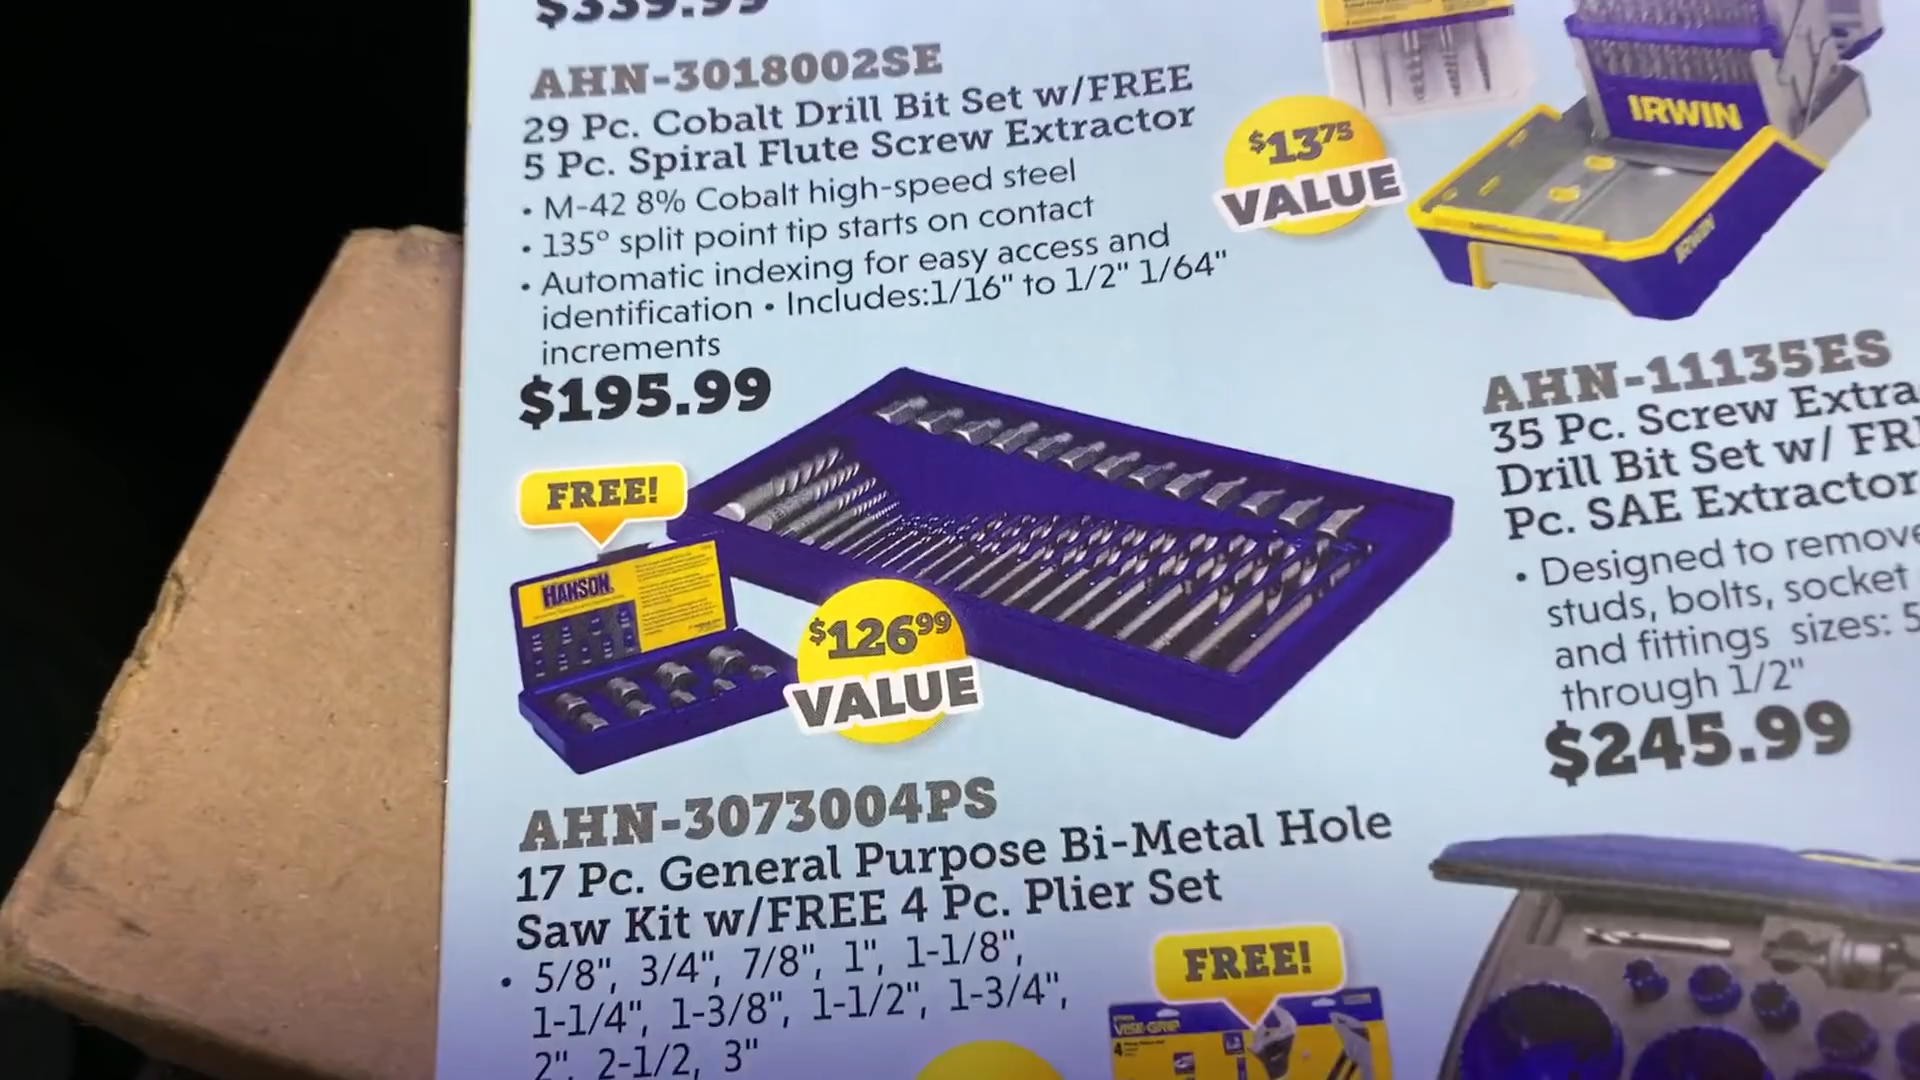 $339.99
AHN-3018002SE
29 Pc. Cobalt Drill Bit Set w/FREE
5 Pc. Spiral Flute Screw Extractor
• M-42 8% Cobalt high-speed steel
• 135º split point tip starts on contact
• Automatic indexing for easy access and
identification • Includes:1/16" to 1/2" 1/64"
increments
$195.99
$13 75
VALUE
IRWIN
IRWIN
FREE!
HANSON
$126 99
VALUE
AHN-11135ES
35 Pc. Screw Extra
Drill Bit Set w/ FR
Pc. SAE Extractor
• Designed to remove
studs, bolts, socket
and fittings sizes: 5
through 1/2"
$245.99
AHN-3073004PS
17 Pc. General Purpose Bi-Metal Hole
Saw Kit w/FREE 4 Pc. Plier Set
• 5/8", 3/4", 7/8", 1", 1-1/8",
1-1/4", 1-3/8", 1-1/2", 1-3/4",
2", 2-1/2, 3"
FREE!
VISE-GRIP
4